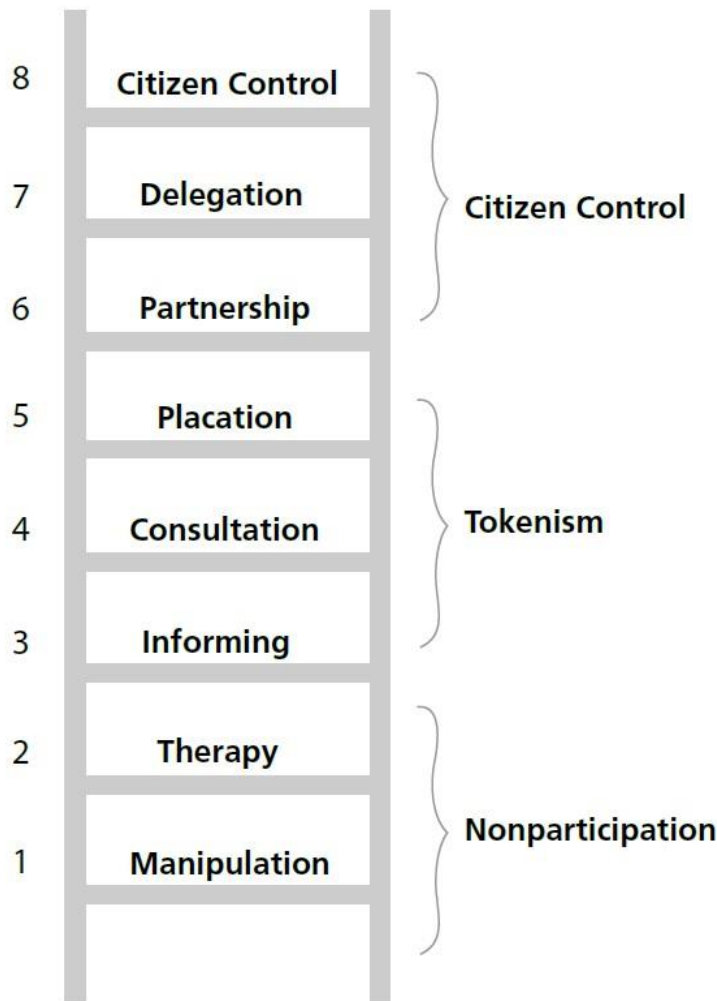 8 Citizen Control
7 Delegation
Citizen Control
6 Partnership
5 Placation
4 Consultation
Tokenism
3 Informing
2 Therapy
Nonparticipation
1 Manipulation